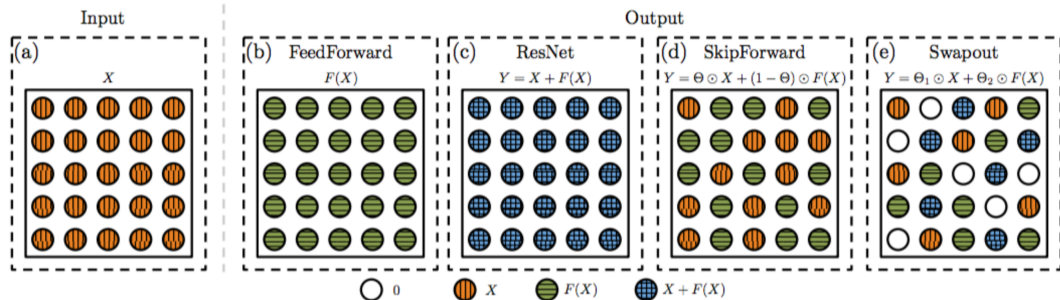 Input
Output
(a)
X
(b) FeedForward
F(X)
(c) ResNet
Y = X + F(X)
(d) SkipForward
Y = Θ ⊙ X + (1 − Θ) ⊙ F(X)
(e) Swapout
Y = Θ₁ ⊙ X + Θ₂ ⊙ F(X)
0 X F(X) X + F(X)